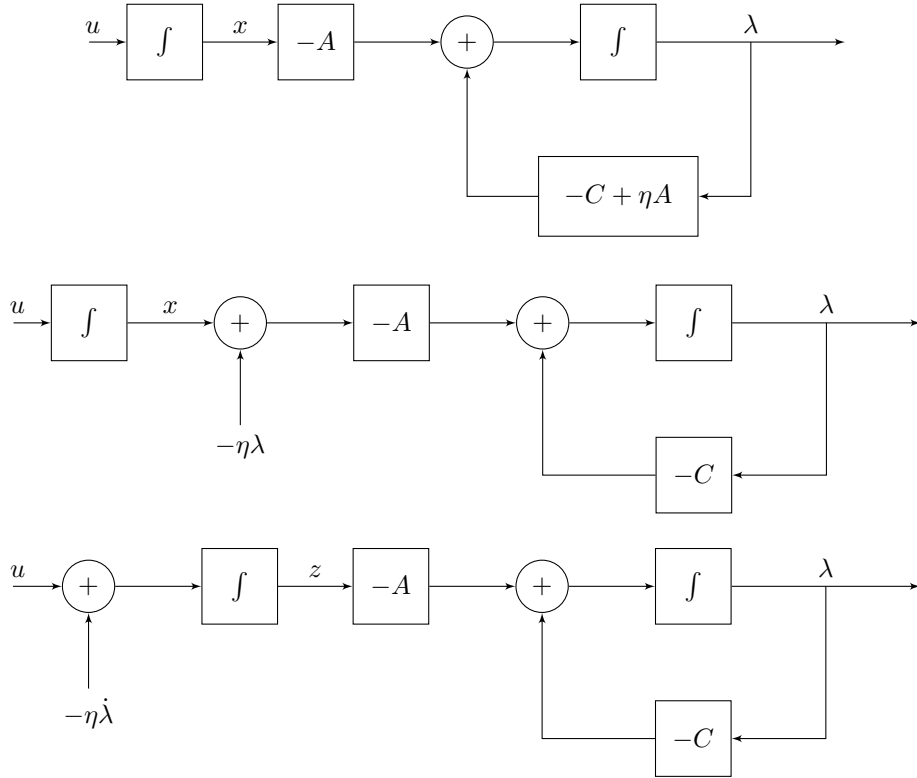 u ∫ x −A + ∫ λ
−C + ηA
u ∫ x + −A + ∫ λ
−ηλ −C
u + ∫ z −A + ∫ λ
−ηλ̇ −C